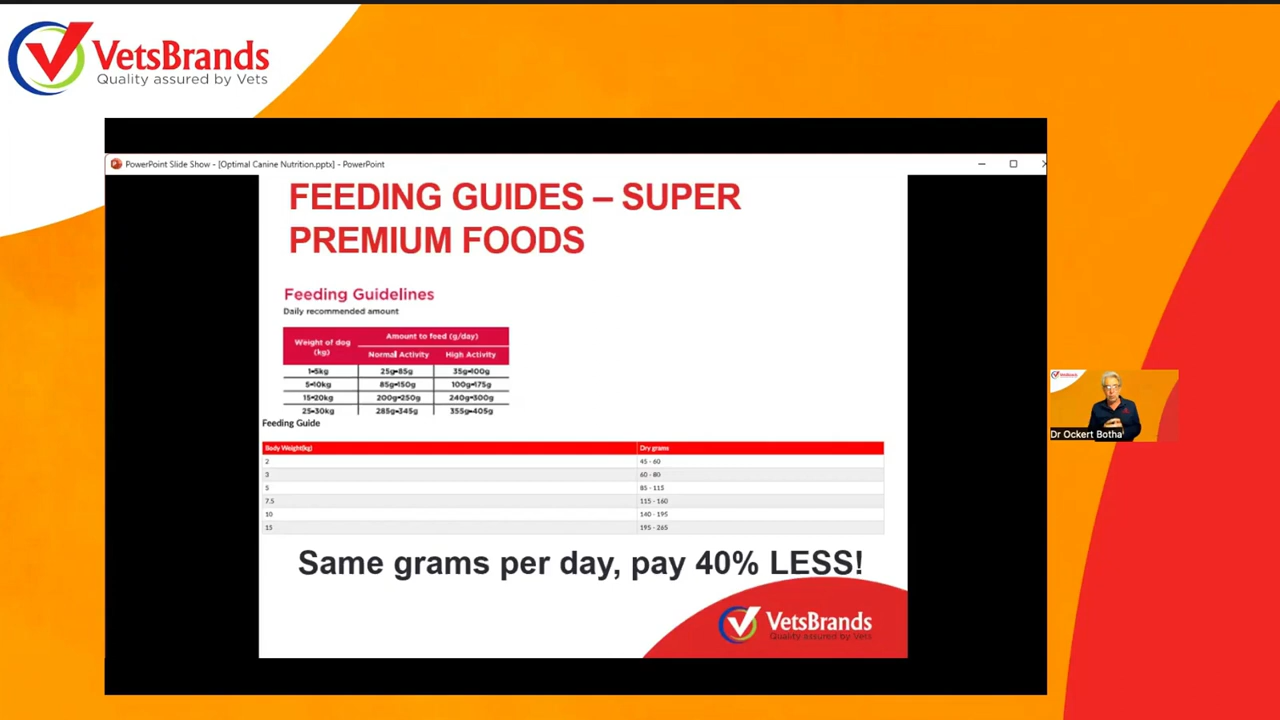 VetsBrands
Quality assured by Vets
PowerPoint Slide Show - [Optimal Canine Nutrition.pptx] - PowerPoint
FEEDING GUIDES – SUPER
PREMIUM FOODS
Feeding Guidelines
Daily recommended amount
Weight of dog (kg) Amount to feed (g/day)
Normal Activity High Activity
1-5kg 25g-85g 35g-100g
5-10kg 85g-150g 100g-175g
15-20kg 200g-250g 240g-300g
25-30kg 285g-345g 355g-405g
Feeding Guide
Body Weight(kg) Dry grams
2 45 - 60
3 60 - 80
5 85 - 115
7.5 115 - 160
10 140 - 195
15 195 - 265
Same grams per day, pay 40% LESS!
VetsBrands
Quality assured by Vets
Dr Ockert Botha